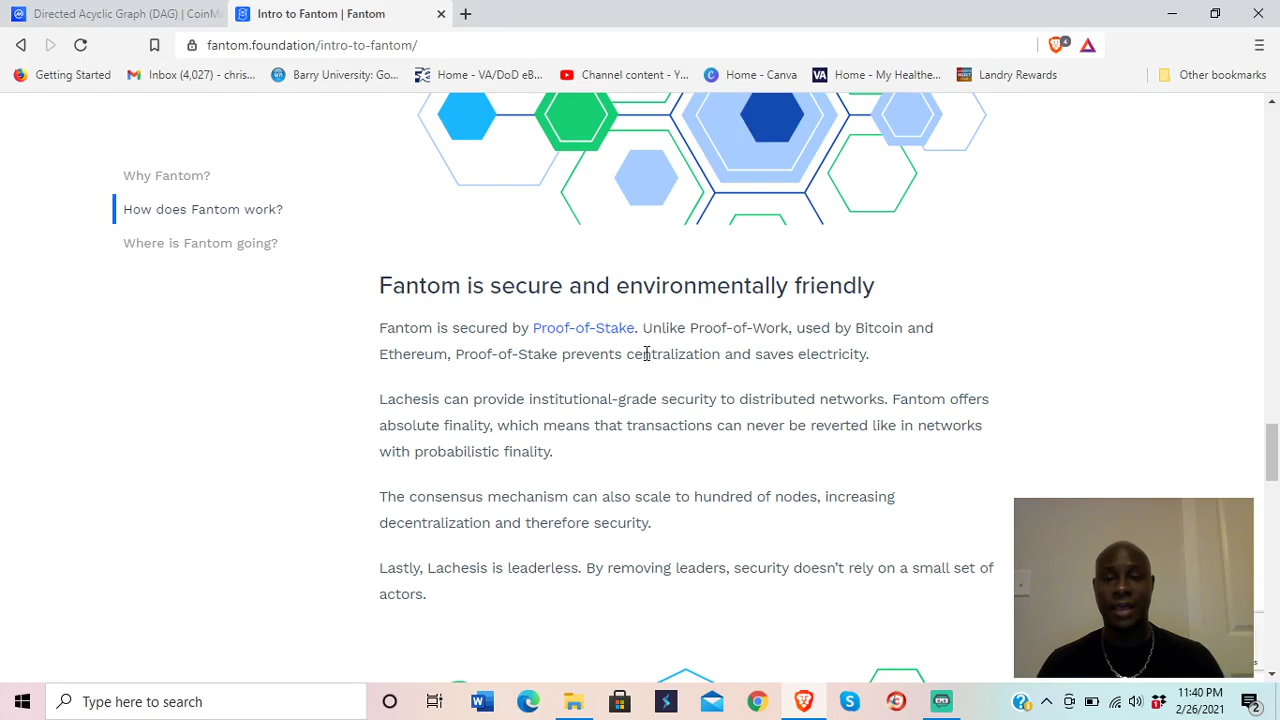 Directed Acyclic Graph (DAG) | CoinMa
Intro to Fantom | Fantom
fantom.foundation/intro-to-fantom/
4
Getting Started
Inbox (4,027) - chris...
Barry University: Go...
Home - VA/DoD eB...
Channel content - Y...
Home - Canva
Home - My Healthe...
Landry Rewards
Other bookmarks
Why Fantom?
How does Fantom work?
Where is Fantom going?
Fantom is secure and environmentally friendly
Fantom is secured by Proof-of-Stake. Unlike Proof-of-Work, used by Bitcoin and
Ethereum, Proof-of-Stake prevents centralization and saves electricity.
Lachesis can provide institutional-grade security to distributed networks. Fantom offers
absolute finality, which means that transactions can never be reverted like in networks
with probabilistic finality.
The consensus mechanism can also scale to hundred of nodes, increasing
decentralization and therefore security.
Lastly, Lachesis is leaderless. By removing leaders, security doesn’t rely on a small set of
actors.
Type here to search
11:40 PM
2/26/2021
2